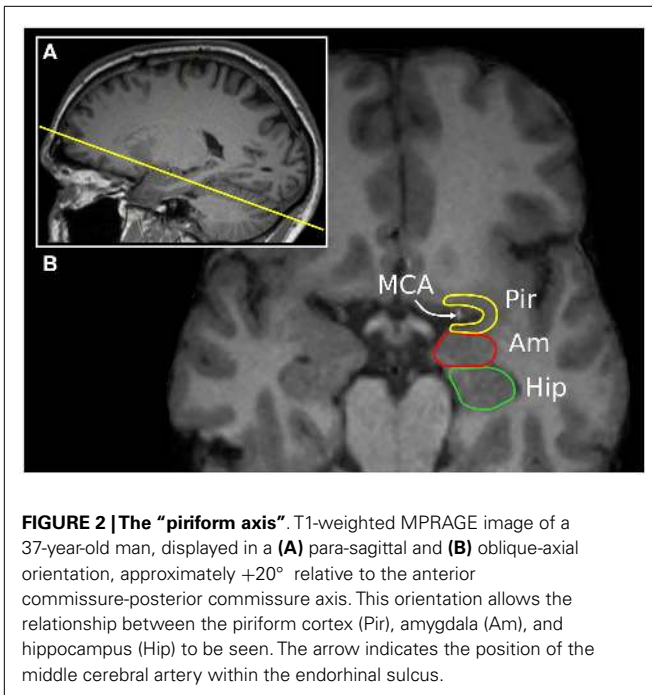 A
B
MCA
Pir
Am
Hip
FIGURE 2 | The "piriform axis". T1-weighted MPRAGE image of a
37-year-old man, displayed in a (A) para-sagittal and (B) oblique-axial
orientation, approximately +20° relative to the anterior
commissure-posterior commissure axis. This orientation allows the
relationship between the piriform cortex (Pir), amygdala (Am), and
hippocampus (Hip) to be seen. The arrow indicates the position of the
middle cerebral artery within the endorhinal sulcus.